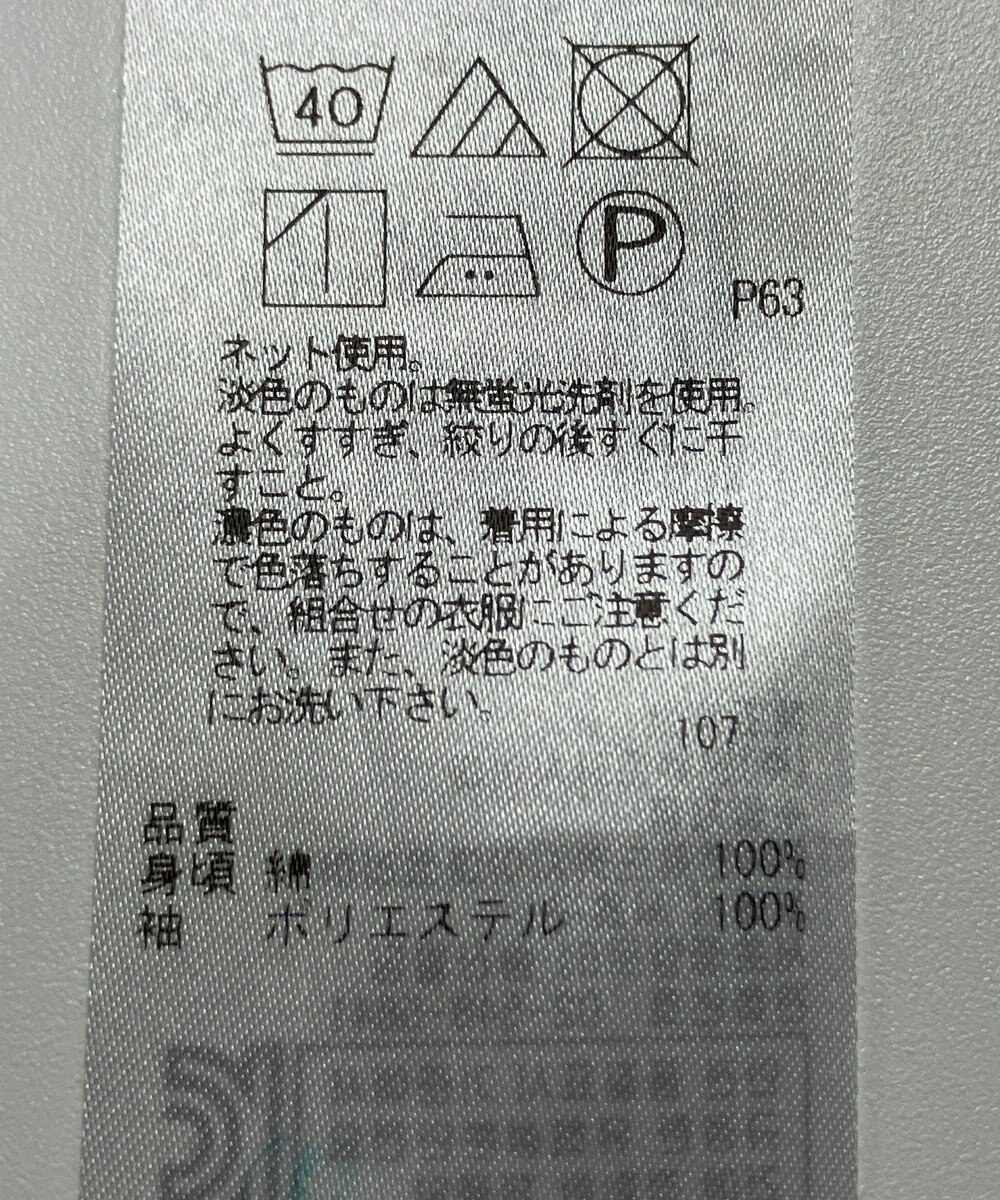 40
P
P63
ネット使用。
淡色のものは無蛍光洗剤を使用。
よくすすぎ、絞りの後すぐに干
すこと。
濃色のものは、着用による摩擦
で色落ちすることがありますの
で、組合せの衣服にご注意くだ
さい。また、淡色のものとは別
にお洗い下さい。
107
品質
身頃 綿 100%
袖 ポリエステル 100%